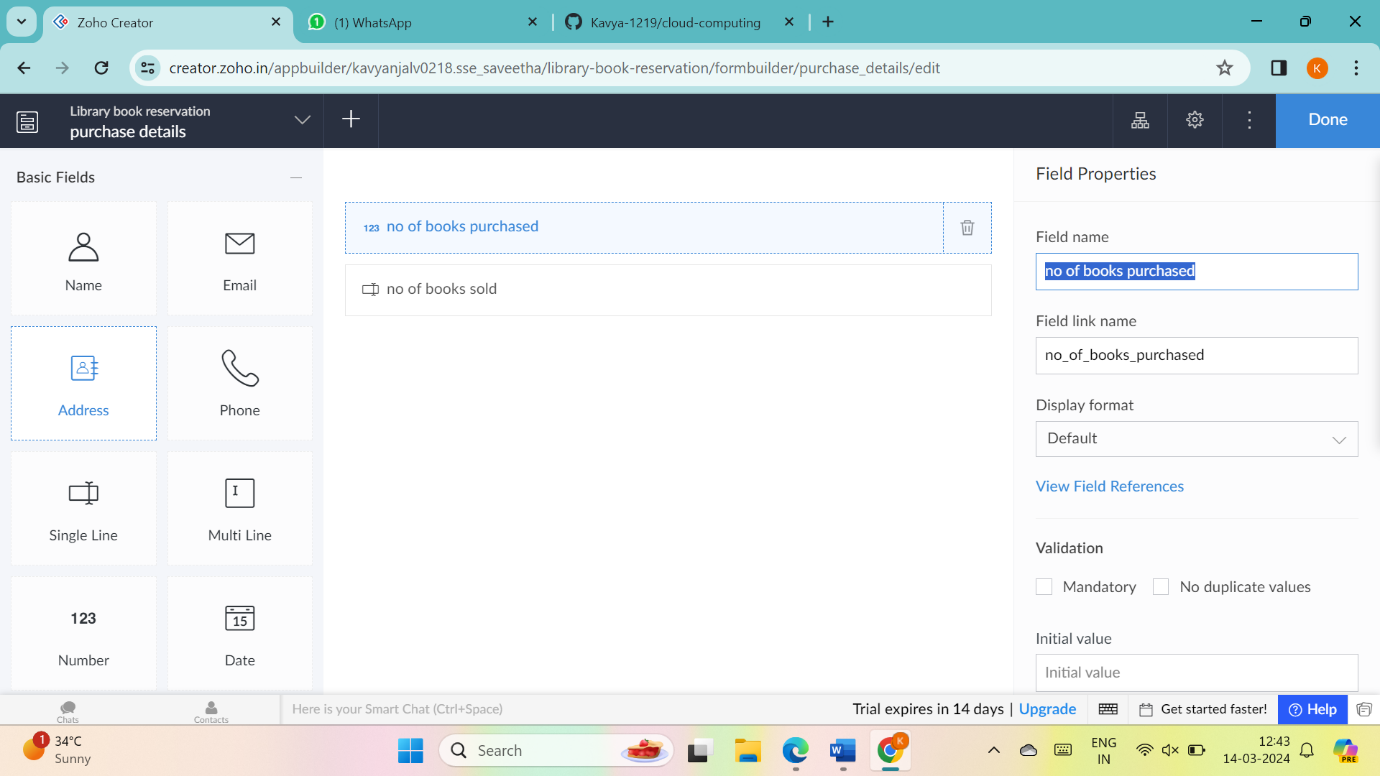 Zoho Creator
(1) WhatsApp
Kavya-1219/cloud-computing
creator.zoho.in/appbuilder/kavyanjalv0218.sse_saveetha/library-book-reservation/formbuilder/purchase_details/edit
K
Library book reservation
purchase details
Done
Basic Fields
Name
Email
Address
Phone
Single Line
Multi Line
123
Number
15
Date
123 no of books purchased
no of books sold
Field Properties
Field name
no of books purchased
Field link name
no_of_books_purchased
Display format
Default
View Field References
Validation
Mandatory
No duplicate values
Initial value
Initial value
Chats
Contacts
Here is your Smart Chat (Ctrl+Space)
Trial expires in 14 days | Upgrade
Get started faster!
Help
1
34°C
Sunny
Search
W
K
ENG
IN
12:43
14-03-2024
PRE